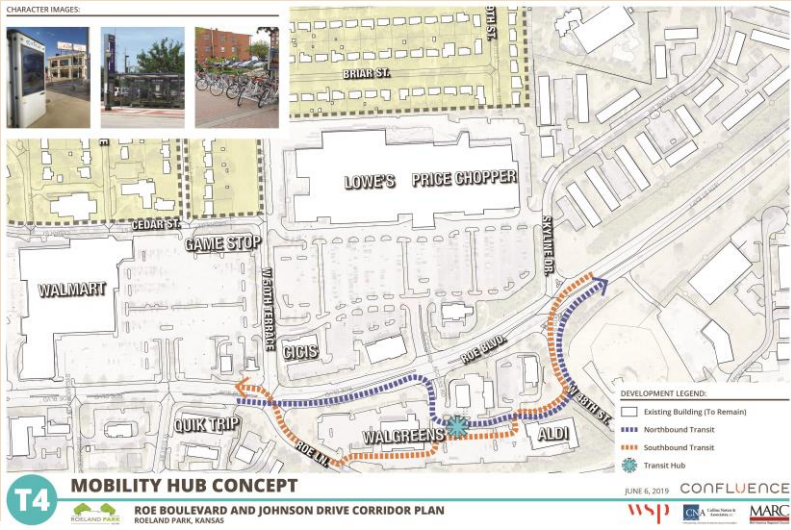 CHARACTER IMAGES:
9TH ST.
BRIAR ST.
LOWE'S
PRICE CHOPPER
CEDAR ST.
GAME STOP
SKYLINE DR.
WALMART
W 50TH TERRACE
CICIS
ROE BLVD.
W 48TH ST.
QUIK TRIP
WALGREENS
ALDI
ROE LN.
DEVELOPMENT LEGEND:
Existing Building (To Remain)
Northbound Transit
Southbound Transit
Transit Hub
T4
MOBILITY HUB CONCEPT
ROELAND PARK
ROE BOULEVARD AND JOHNSON DRIVE CORRIDOR PLAN
ROELAND PARK, KANSAS
JUNE 6, 2019
CONFLUENCE
wsp
CNA
MARC